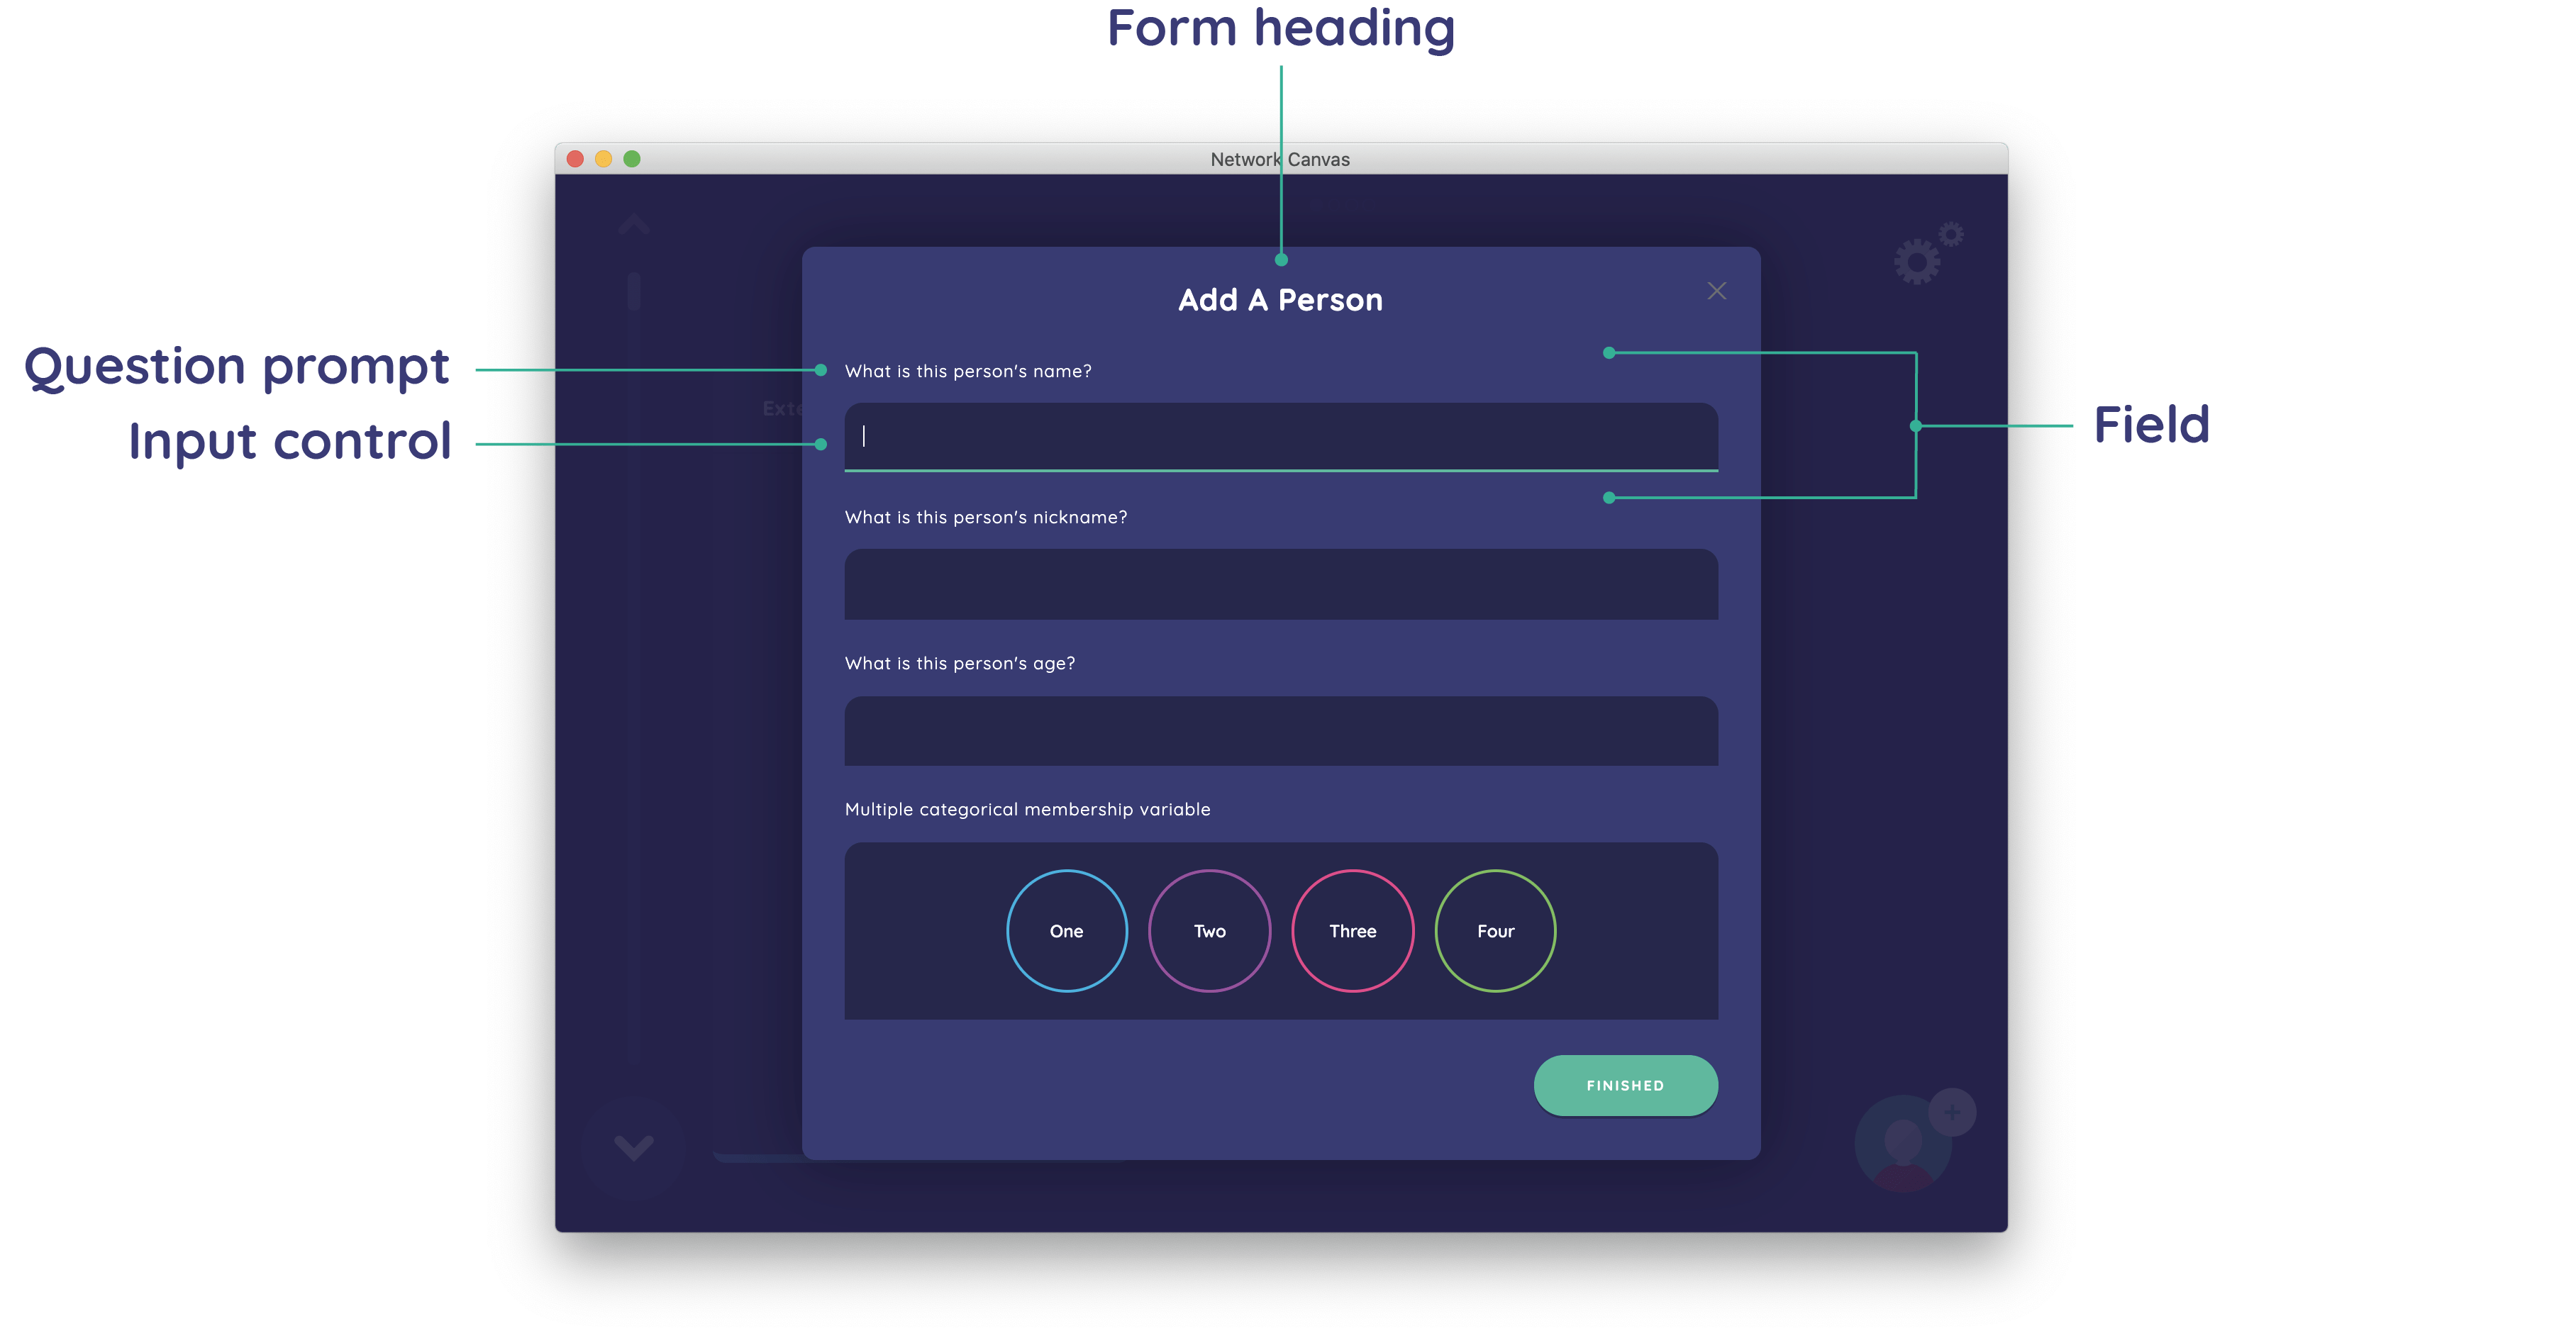 Form heading
Network Canvas
Add A Person
Question prompt
What is this person's name?
Input control
Exte
Field
What is this person's nickname?
What is this person's age?
Multiple categorical membership variable
One
Two
Three
Four
FINISHED